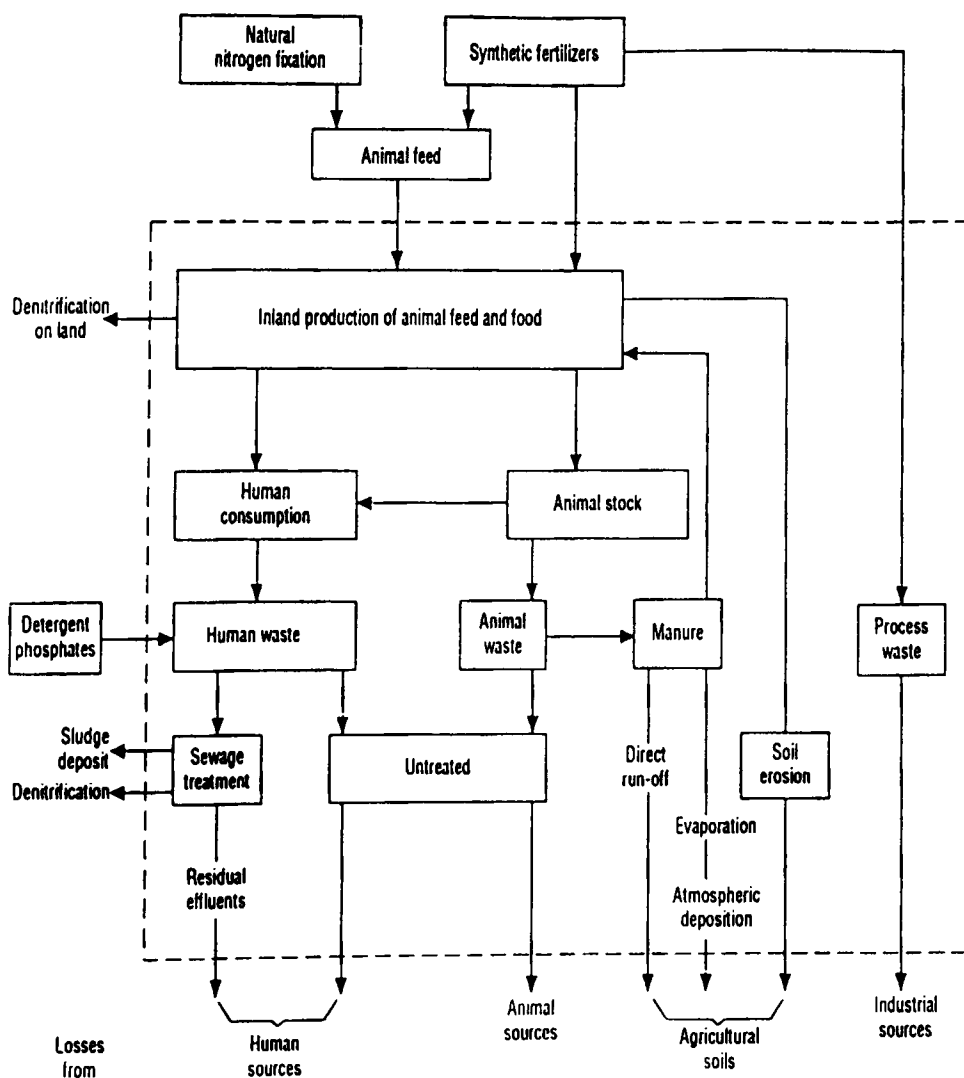 Natural
nitrogen fixation
Synthetic fertilizers
Animal feed
Denitrification
on land
Inland production of animal feed and food
Human
consumption
Animal stock
Detergent
phosphates
Human waste
Animal
waste
Manure
Process
waste
Sludge
deposit
Denitrification
Sewage
treatment
Untreated
Direct
run-off
Soil
erosion
Evaporation
Residual
effluents
Atmospheric
deposition
Losses
from
Human
sources
Animal
sources
Agricultural
soils
Industrial
sources